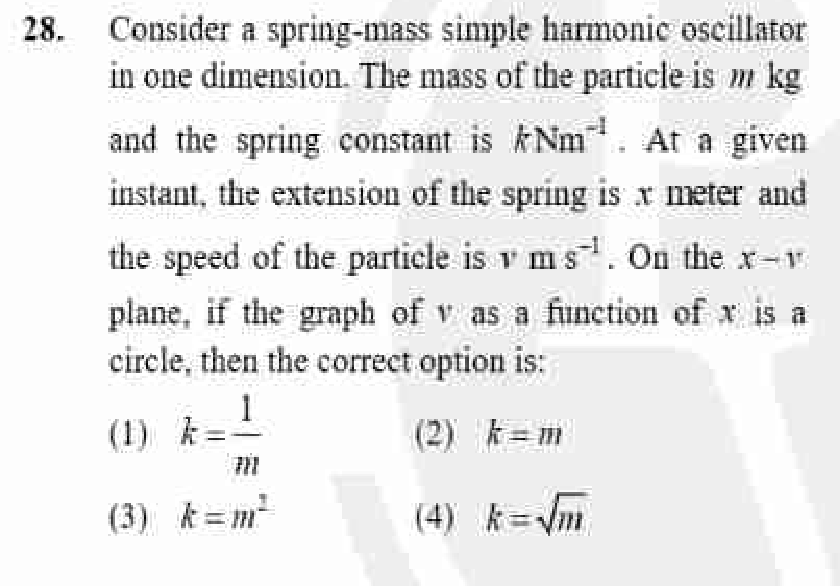 28. Consider a spring-mass simple harmonic oscillator
in one dimension. The mass of the particle is m kg
and the spring constant is kNm⁻¹. At a given
instant, the extension of the spring is x meter and
the speed of the particle is v m s⁻¹. On the x–v
plane, if the graph of v as a function of x is a
circle, then the correct option is:
(1) k = 1/m (2) k = m
(3) k = m² (4) k = √m